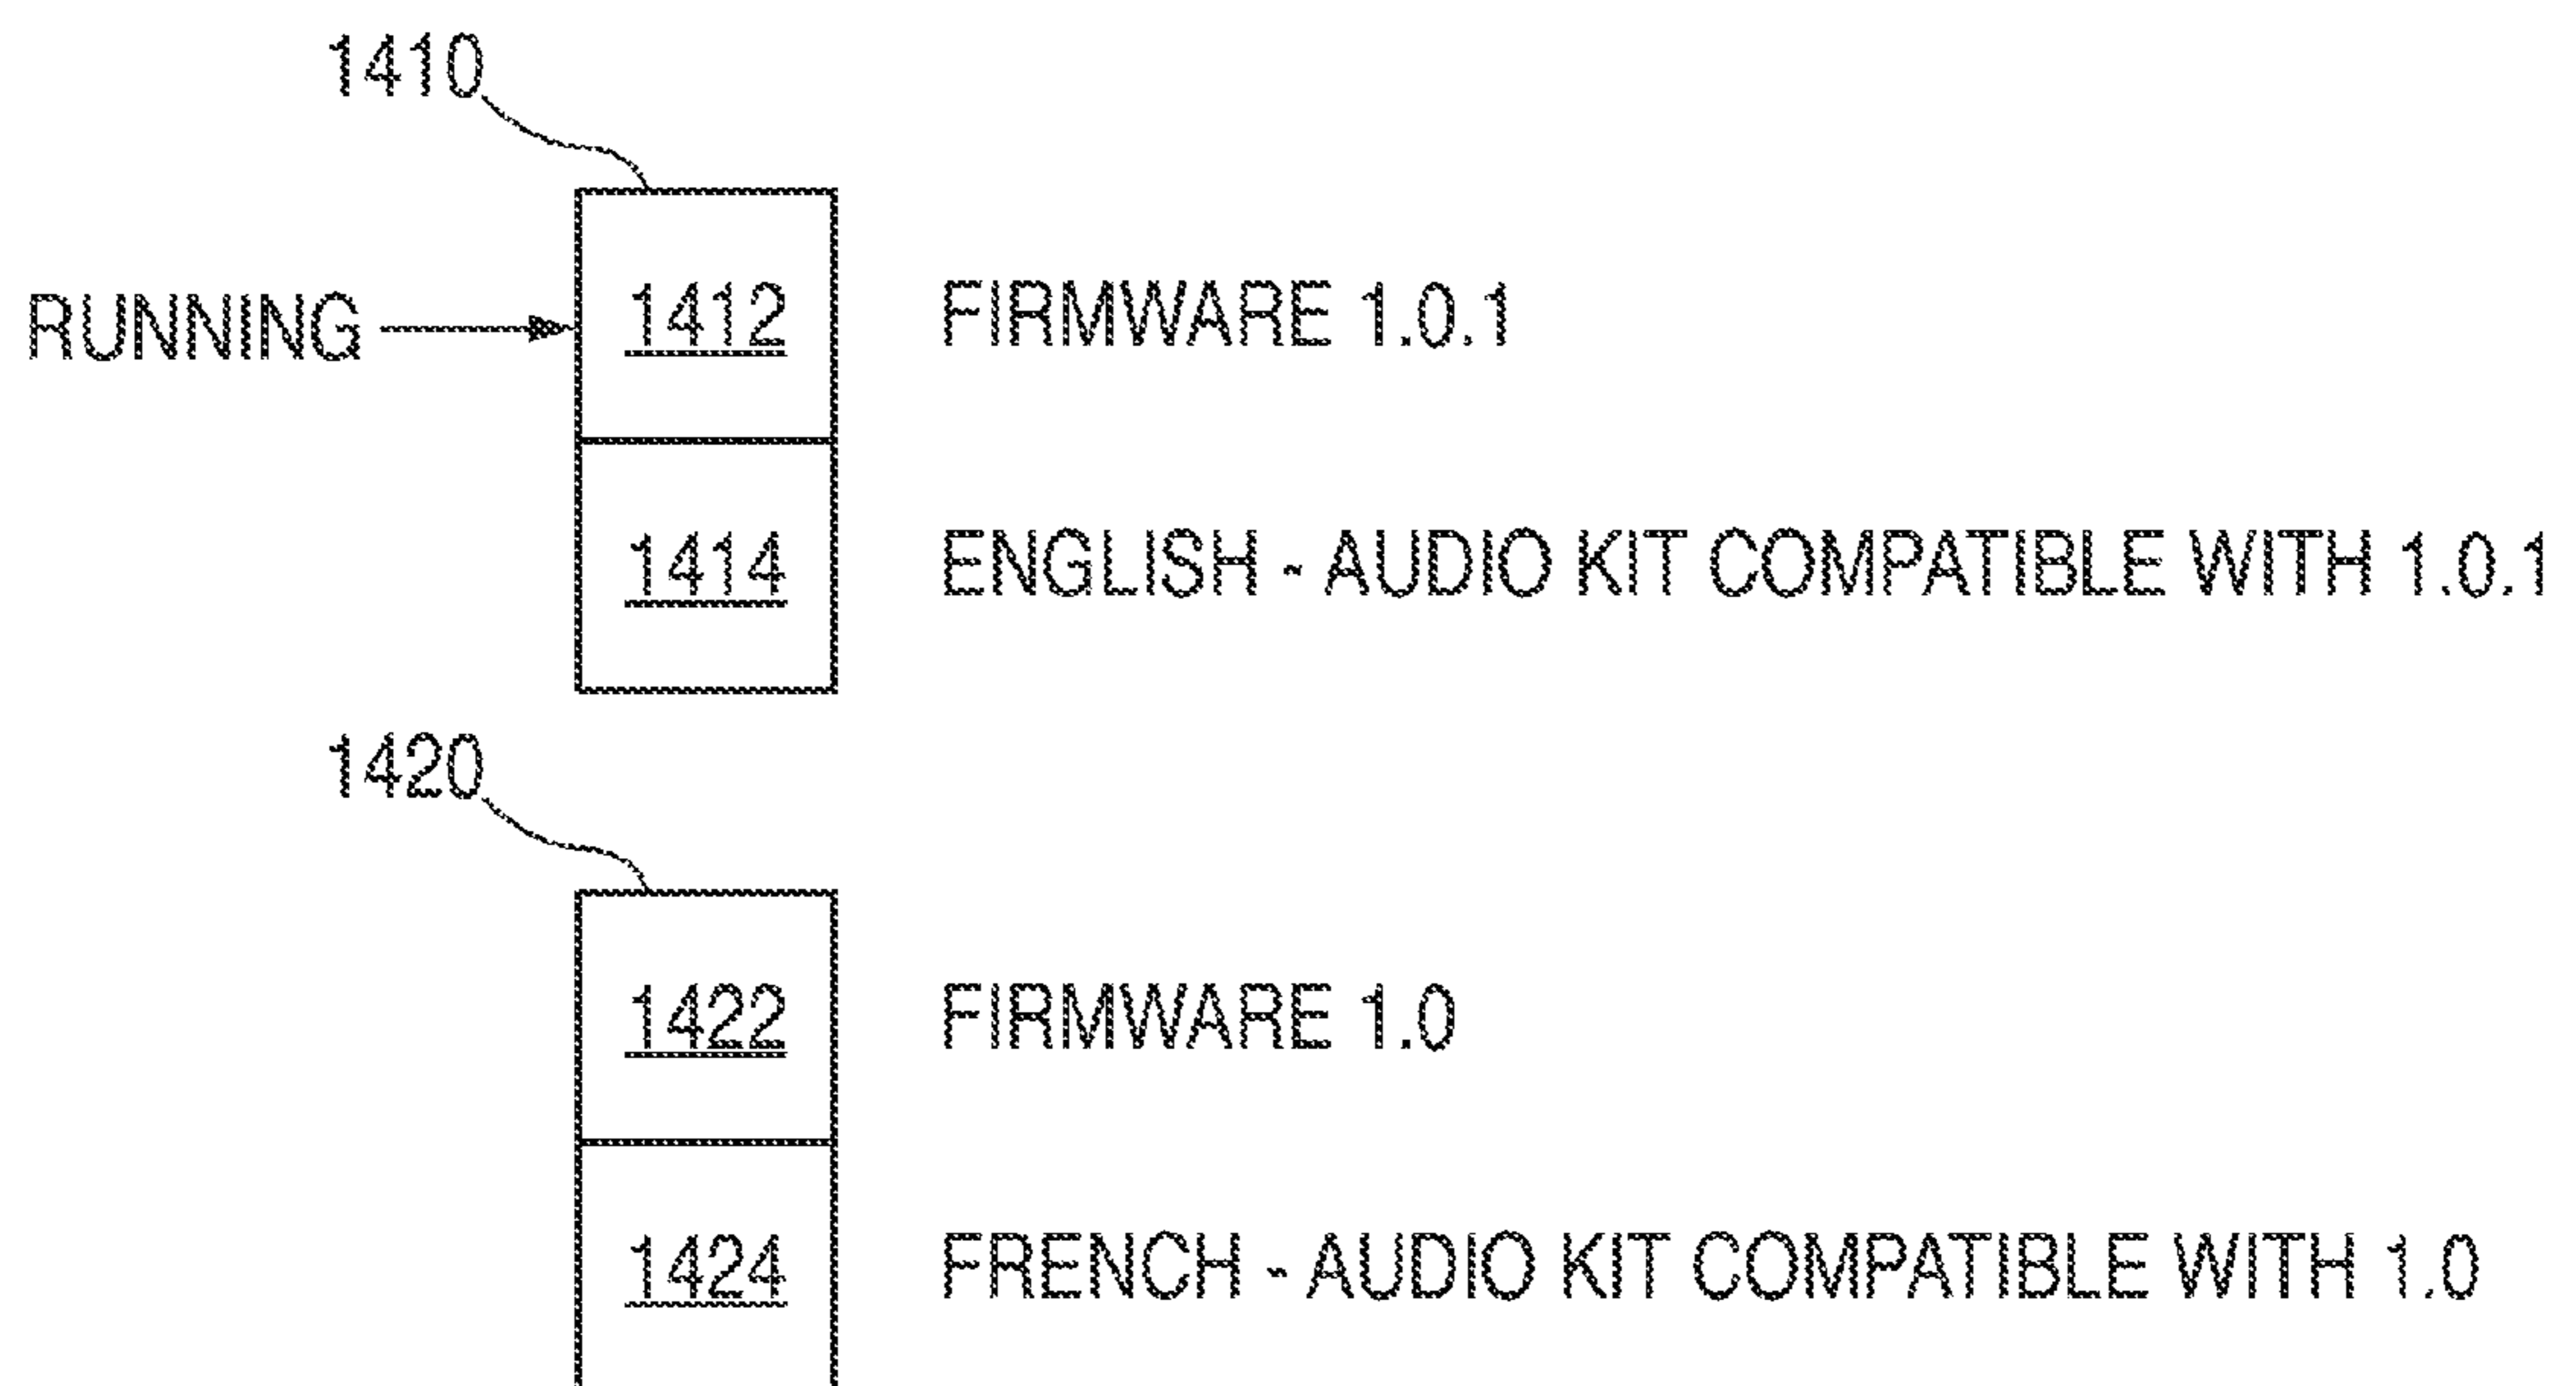 1410
RUNNING 1412 FIRMWARE 1.0.1
1414 ENGLISH - AUDIO KIT COMPATIBLE WITH 1.0.1
1420
1422 FIRMWARE 1.0
1424 FRENCH - AUDIO KIT COMPATIBLE WITH 1.0